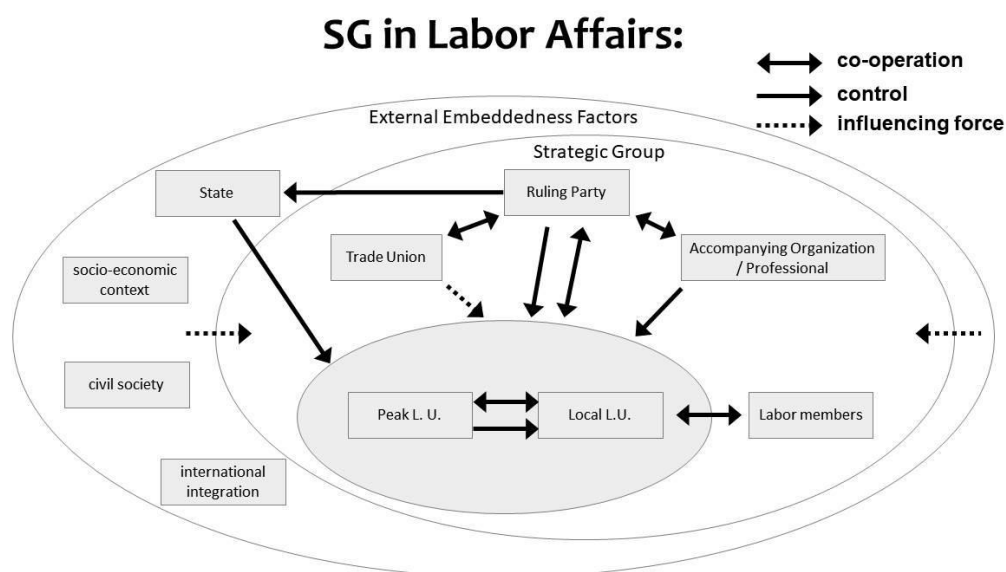 SG in Labor Affairs:
co-operation
control
influencing force
External Embeddedness Factors
Strategic Group
State
Ruling Party
Trade Union
Accompanying Organization
/ Professional
socio-economic
context
civil society
Peak L. U.
Local L.U.
Labor members
international
integration